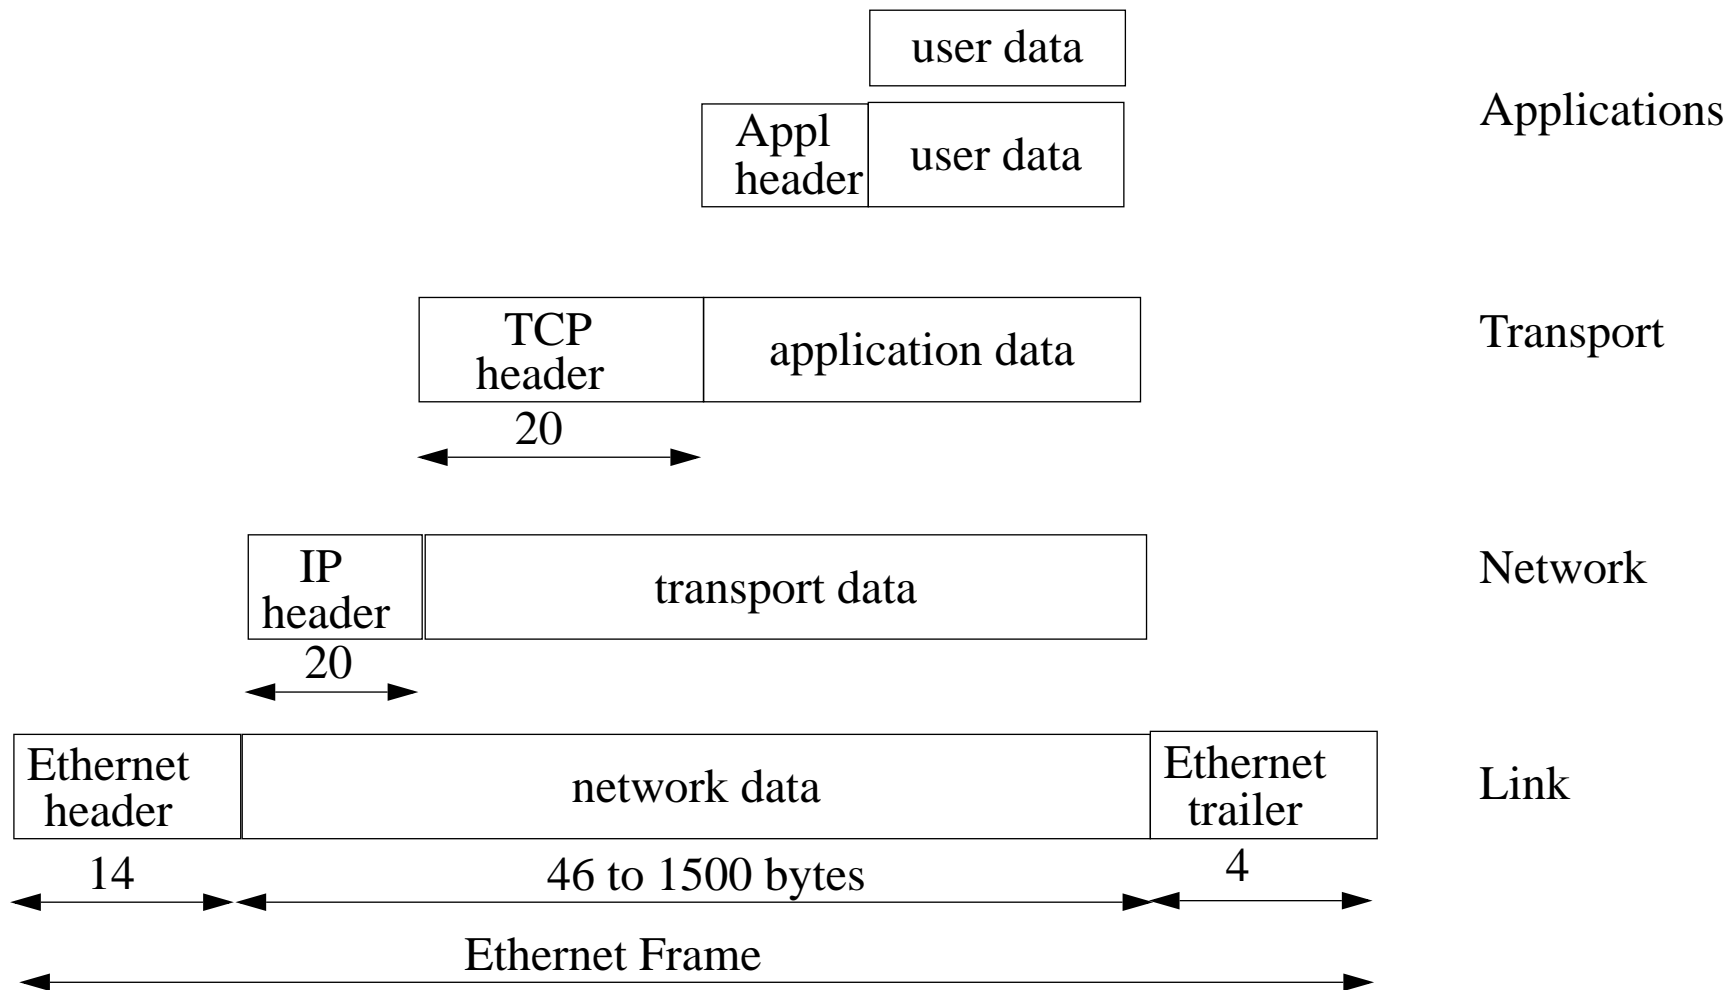 user data
Applications
Appl
header
user data
TCP
header
application data
Transport
20
IP
header
transport data
Network
20
Ethernet
header
network data
Ethernet
trailer
Link
14
46 to 1500 bytes
4
Ethernet Frame